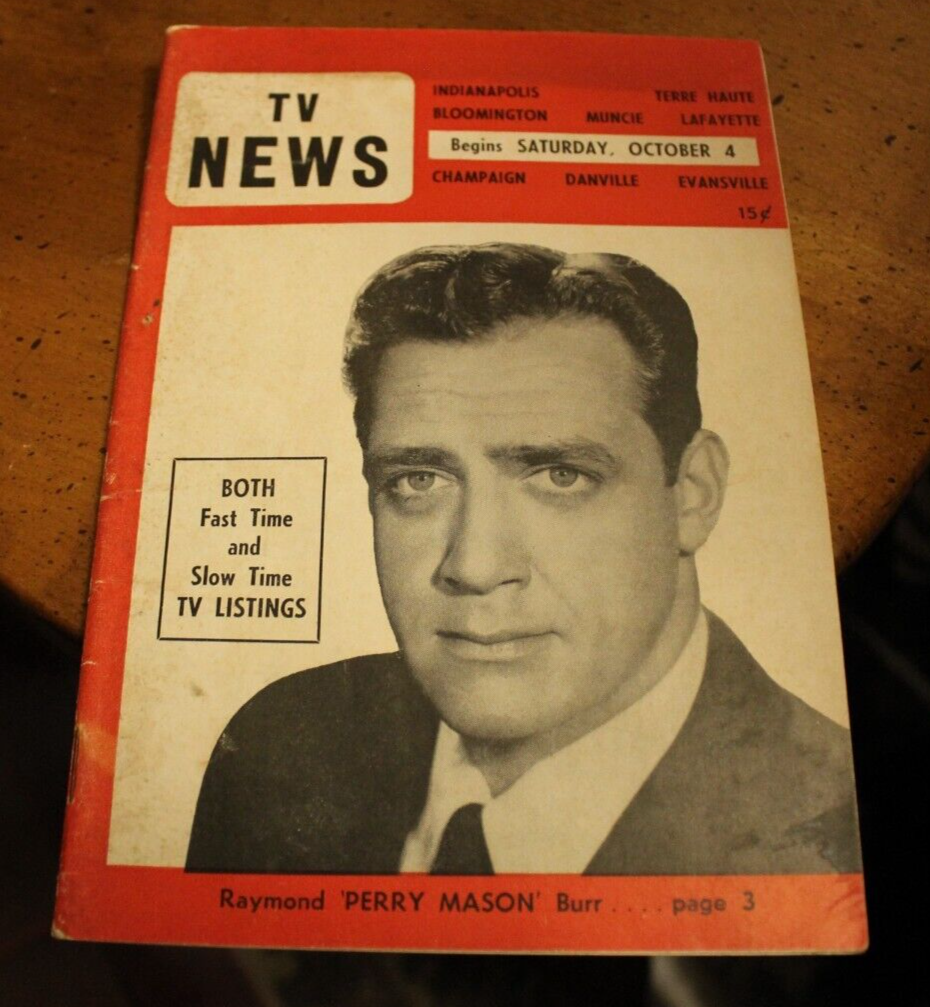 TV
NEWS
INDIANAPOLIS TERRE HAUTE
BLOOMINGTON MUNCIE LAFAYETTE
Begins SATURDAY, OCTOBER 4
CHAMPAIGN DANVILLE EVANSVILLE
15¢
BOTH
Fast Time
and
Slow Time
TV LISTINGS
Raymond 'PERRY MASON' Burr .... page 3